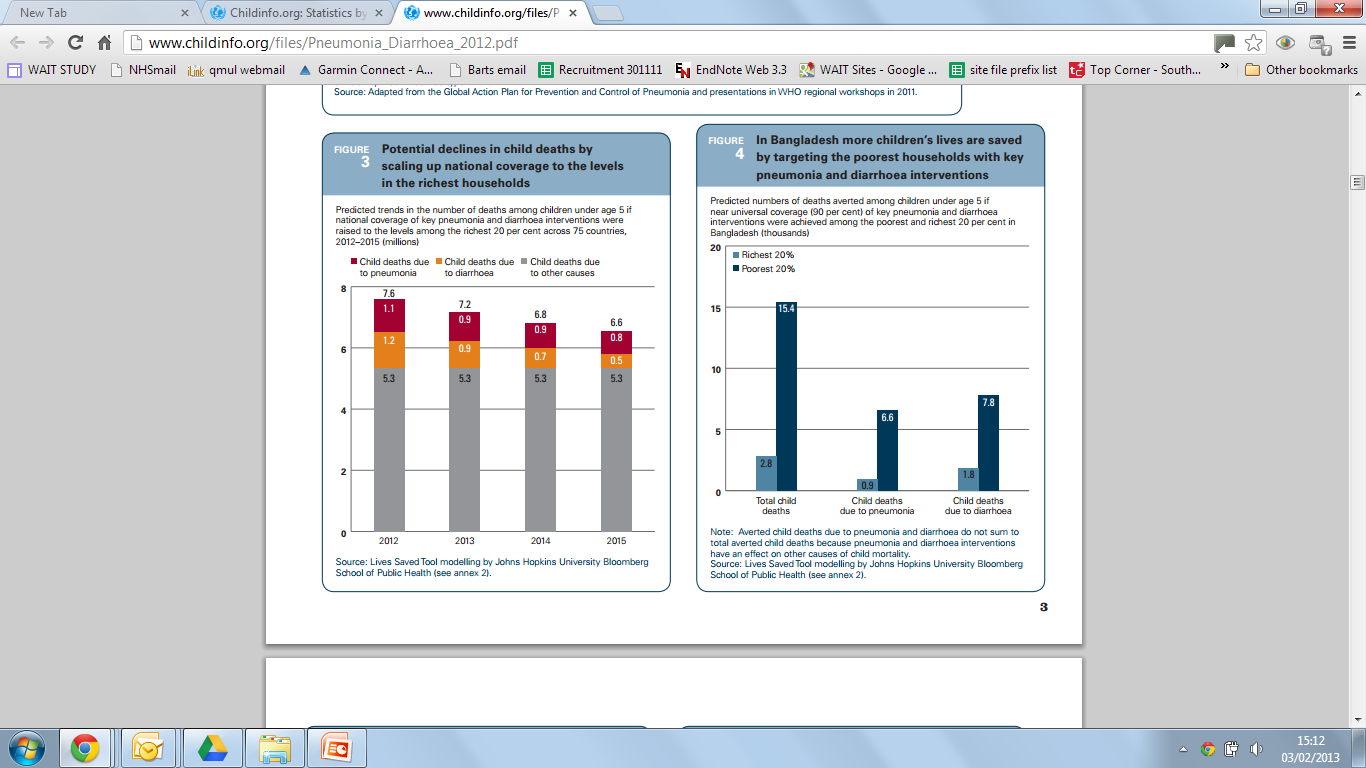 New Tab
Childinfo.org: Statistics by
www.childinfo.org/files/P
www.childinfo.org/files/Pneumonia_Diarrhoea_2012.pdf
WAIT STUDY
NHSmail
qmul webmail
Garmin Connect - A...
Barts email
Recruitment 301111
EndNote Web 3.3
WAIT Sites - Google ...
site file prefix list
Top Corner - South...
»
Other bookmarks
Source: Adapted from the Global Action Plan for Prevention and Control of Pneumonia and presentations in WHO regional workshops in 2011.
FIGURE 3
Potential declines in child deaths by
scaling up national coverage to the levels
in the richest households
Predicted trends in the number of deaths among children under age 5 if
national coverage of key pneumonia and diarrhoea interventions were
raised to the levels among the richest 20 per cent across 75 countries,
2012–2015 (millions)
Child deaths due to pneumonia
Child deaths due to diarrhoea
Child deaths due to other causes
8
6
4
2
0
7.6
1.1
1.2
5.3
7.2
0.9
0.9
5.3
6.8
0.9
0.7
5.3
6.6
0.8
0.5
5.3
2012 2013 2014 2015
Source: Lives Saved Tool modelling by Johns Hopkins University Bloomberg
School of Public Health (see annex 2).
FIGURE 4
In Bangladesh more children's lives are saved
by targeting the poorest households with key
pneumonia and diarrhoea interventions
Predicted numbers of deaths averted among children under age 5 if
near universal coverage (90 per cent) of key pneumonia and diarrhoea
interventions were achieved among the poorest and richest 20 per cent in
Bangladesh (thousands)
20
15
10
5
0
Richest 20%
Poorest 20%
2.8
15.4
0.9
6.6
1.8
7.8
Total child deaths
Child deaths due to pneumonia
Child deaths due to diarrhoea
Note: Averted child deaths due to pneumonia and diarrhoea do not sum to
total averted child deaths because pneumonia and diarrhoea interventions
have an effect on other causes of child mortality.
Source: Lives Saved Tool modelling by Johns Hopkins University Bloomberg
School of Public Health (see annex 2).
3
15:12
03/02/2013